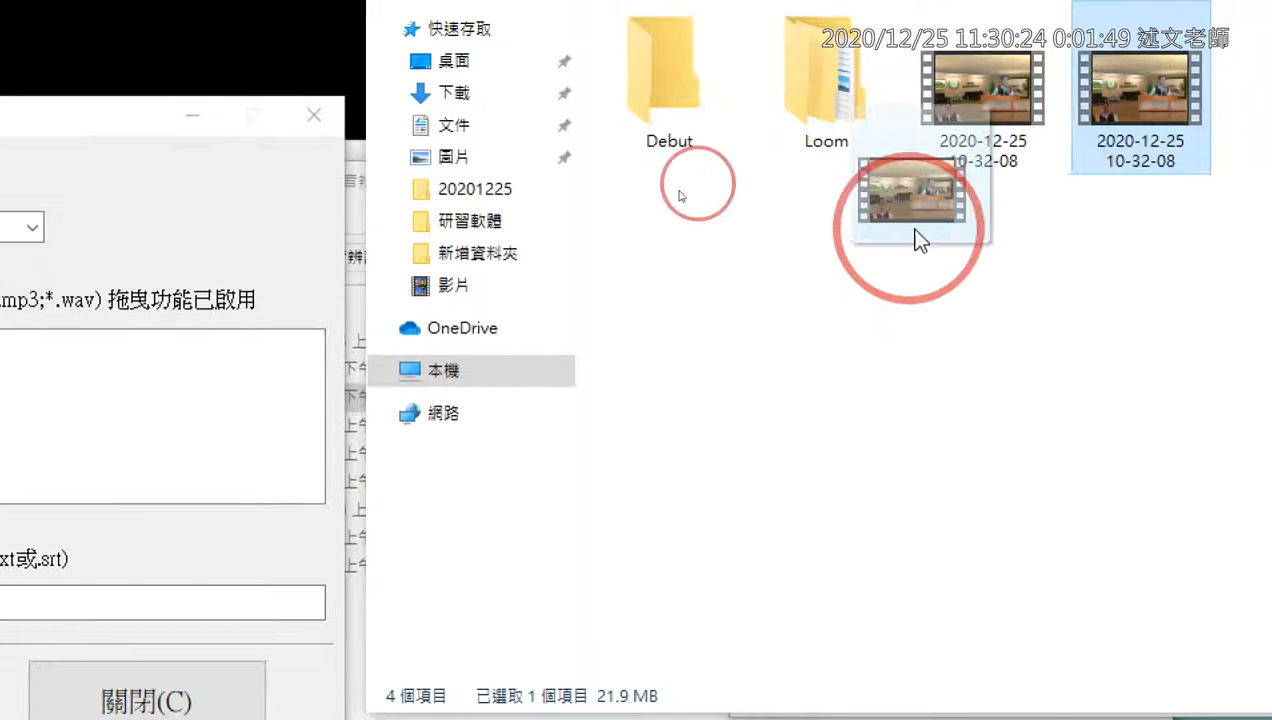 2020/12/25 11:30:24 0:01:49 述文老師
.mp3;*.wav) 拖曳功能已啟用
xt或.srt)
關閉(C)
快速存取
桌面
下載
文件
圖片
20201225
研習軟體
新增資料夾
影片
OneDrive
本機
網路
Debut
Loom
2020-12-25
10-32-08
2020-12-25
10-32-08
4 個項目 已選取 1 個項目 21.9 MB